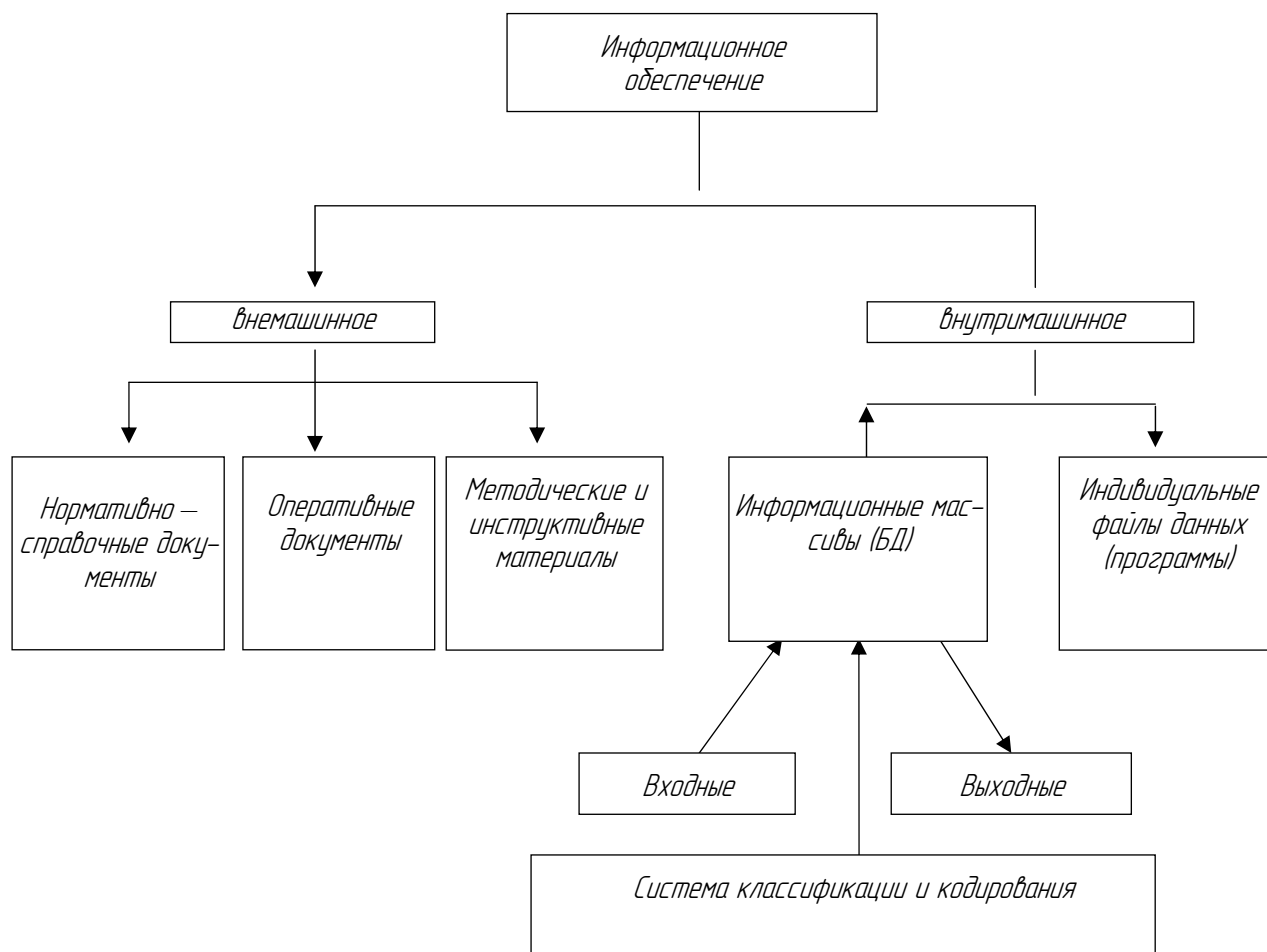 Информационное
обеспечение
внемашинное
внутримашинное
Нормативно –
справочные доку-
менты
Оперативные
документы
Методические и
инструктивные
материалы
Информационные мас-
сивы (БД)
Индивидуальные
файлы данных
(программы)
Входные
Выходные
Система классификации и кодирования